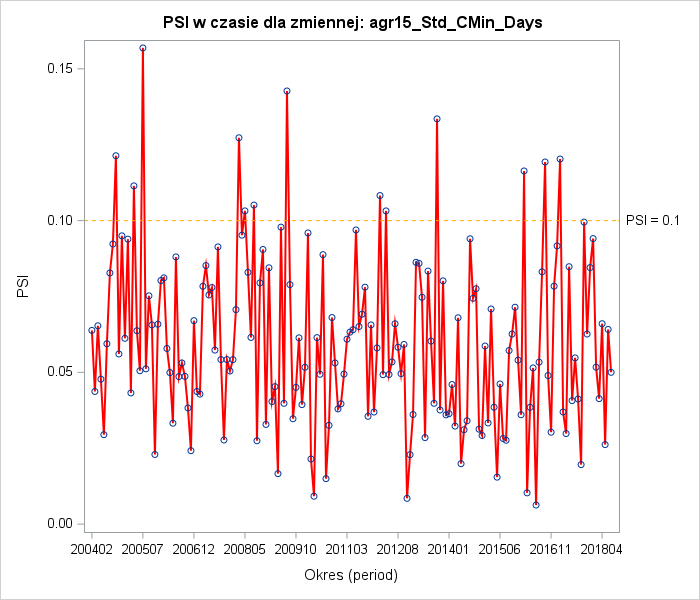 PSI w czasie dla zmiennej: agr15_Std_CMin_Days
0.15
0.10
PSI = 0.1
PSI
0.05
0.00
200402 200507 200612 200805 200910 201103 201208 201401 201506 201611 201804
Okres (period)